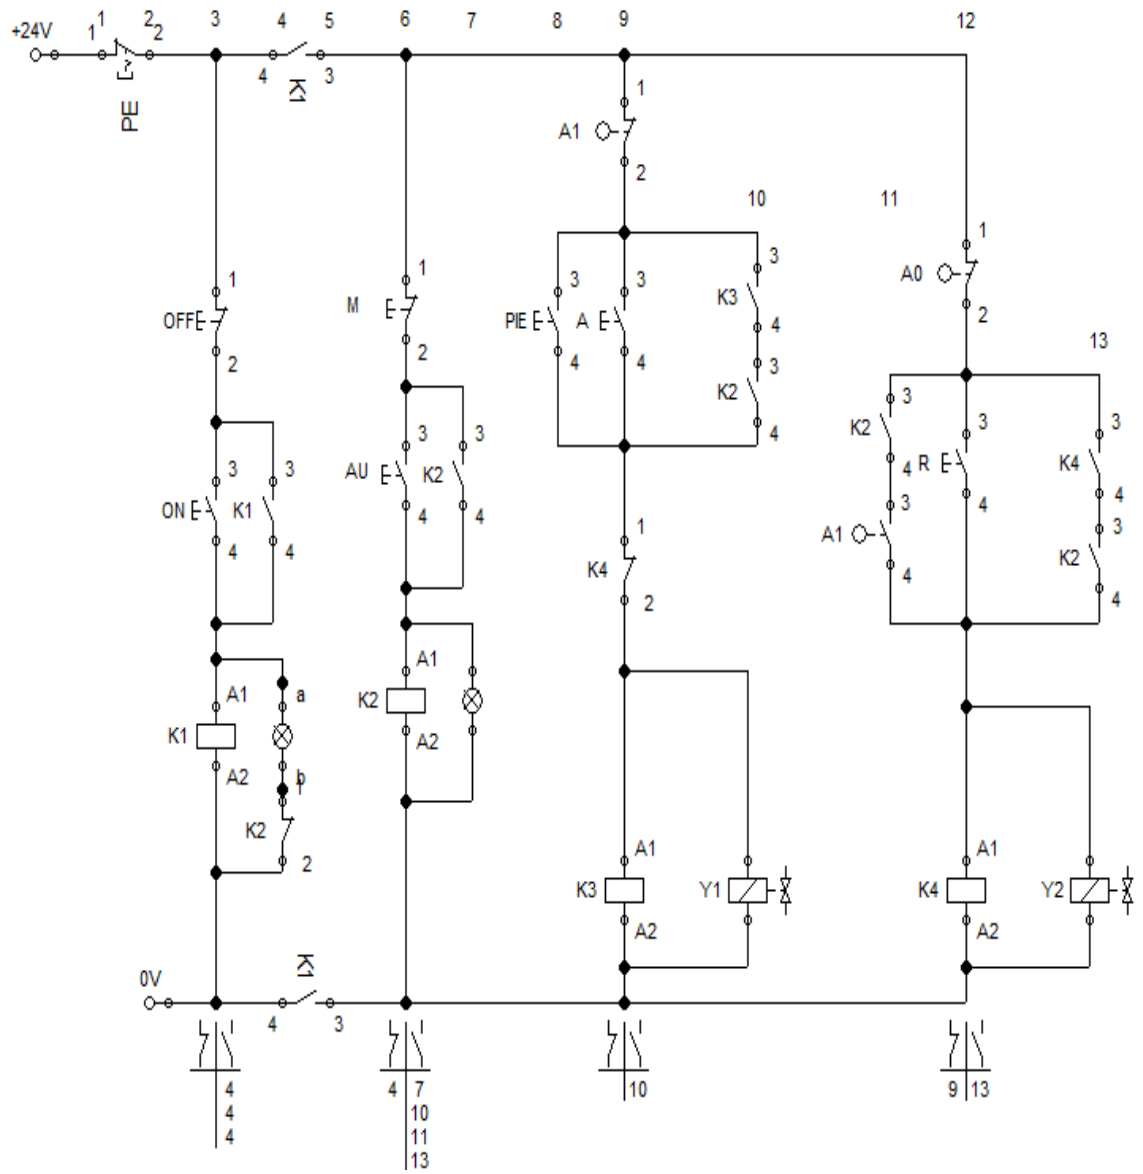 1 2 3 4 5 6 7 8 9 12
+24V 1 2
4 3
K1
PE
1
A1
2
10 11
1 1
3 3 3
M A0
K3
OFF PIE A
2
4
2 2 4 4 3 13
K2
4
3
3 3 K2 3 3
AU K2 4 R K4
3 3
ON K1 4 4 3 4 4
A1 3
1 K2
4 4 K4 4
2 4
A1
A1 K2
a
K1 A2
A2 b
1
K2
2
A1 A1
K3 Y1 K4 Y2
A2 A2
K1
0V
4 3
4 4 7 10 9 13
4 10
4 11
13